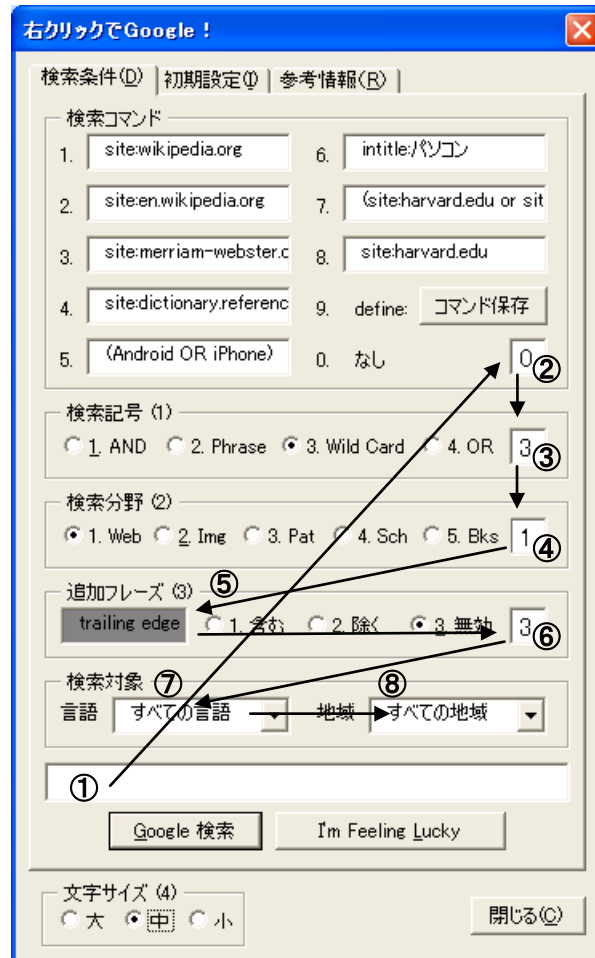 右クリックでGoogle！
検索条件(D) 初期設定(I) 参考情報(R)
検索コマンド
1. site:wikipedia.org 6. intitle:パソコン
2. site:en.wikipedia.org 7. (site:harvard.edu or sit
3. site:merriam-webster.c 8. site:harvard.edu
4. site:dictionary.referenc 9. define: コマンド保存
5. (Android OR iPhone) 0. なし 0 ②
検索記号 (1)
1. AND 2. Phrase 3. Wild Card 4. OR 3 ③
検索分野 (2)
1. Web 2. Img 3. Pat 4. Sch 5. Bks 1 ④
追加フレーズ (3) ⑤
trailing edge 1. 含む 2. 除く 3. 無効 3 ⑥
検索対象 ⑦ ⑧
言語 すべての言語 地域 すべての地域
①
Google 検索 I'm Feeling Lucky
文字サイズ (4)
大 中 小 閉じる(C)